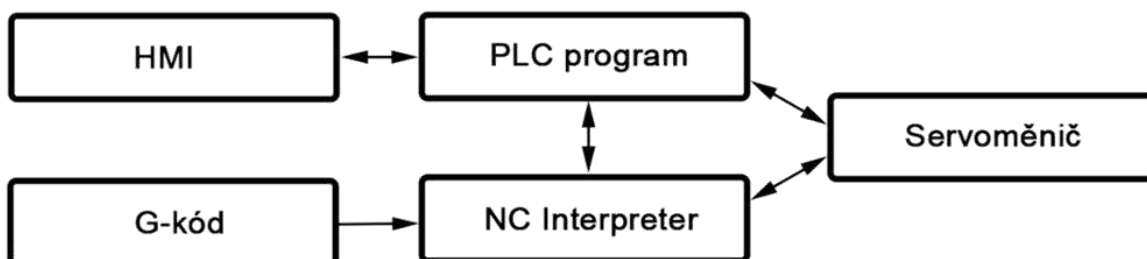 HMI
PLC program
Servoměnič
G-kód
NC Interpreter